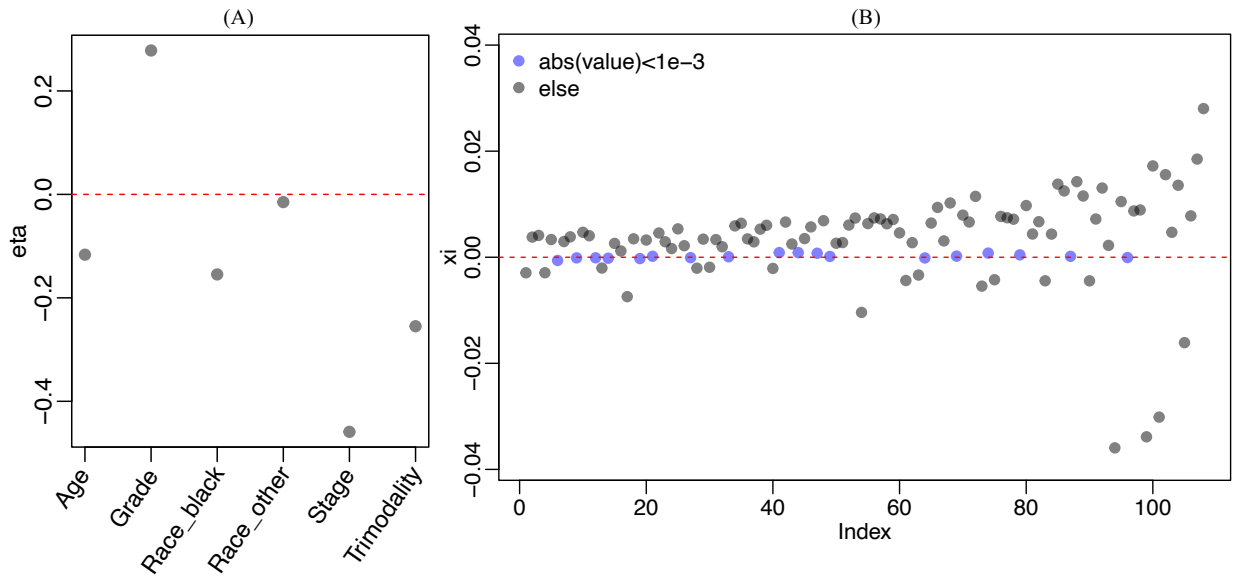 (A)
(B)
eta
0.2
0.0
−0.2
−0.4
Age
Grade
Race_black
Race_other
Stage
Trimodality
xi
0.04
0.02
0.00
−0.02
−0.04
abs(value)<1e−3
else
0
20
40
60
80
100
Index